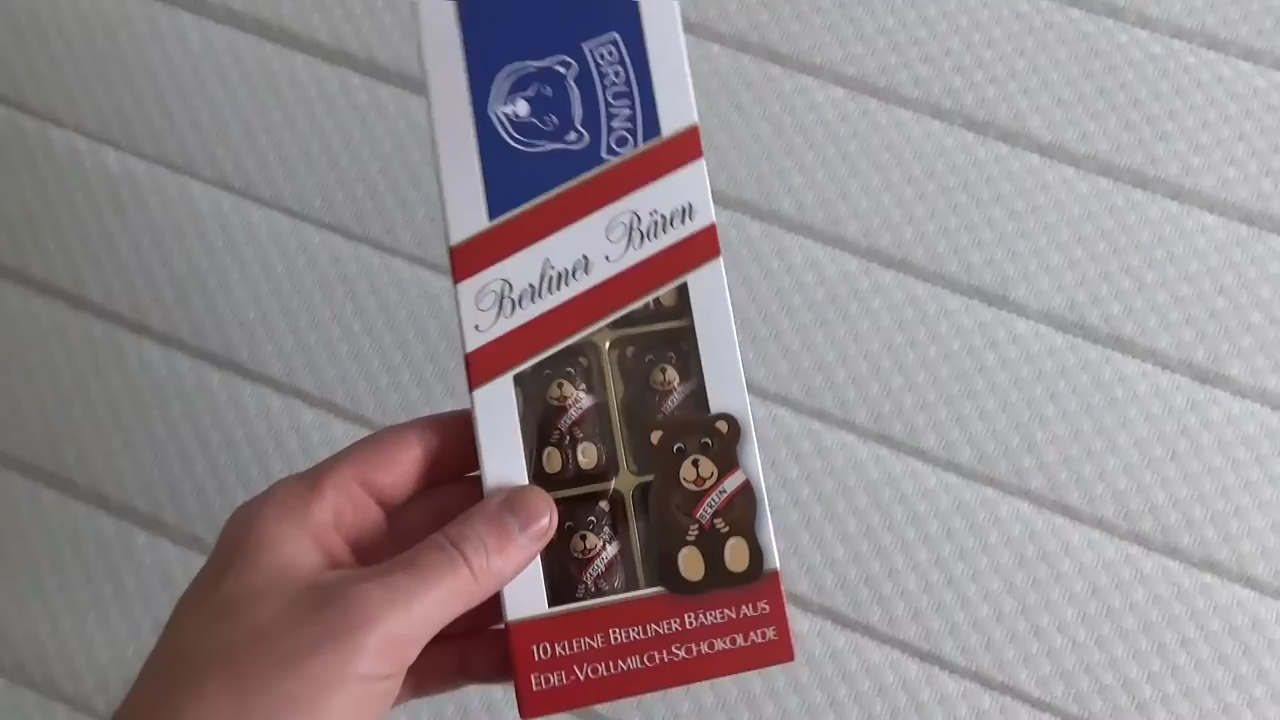 BRUNO
Berliner Bären
BERLIN
10 KLEINE BERLINER BÄREN AUS
EDEL-VOLLMILCH-SCHOKOLADE